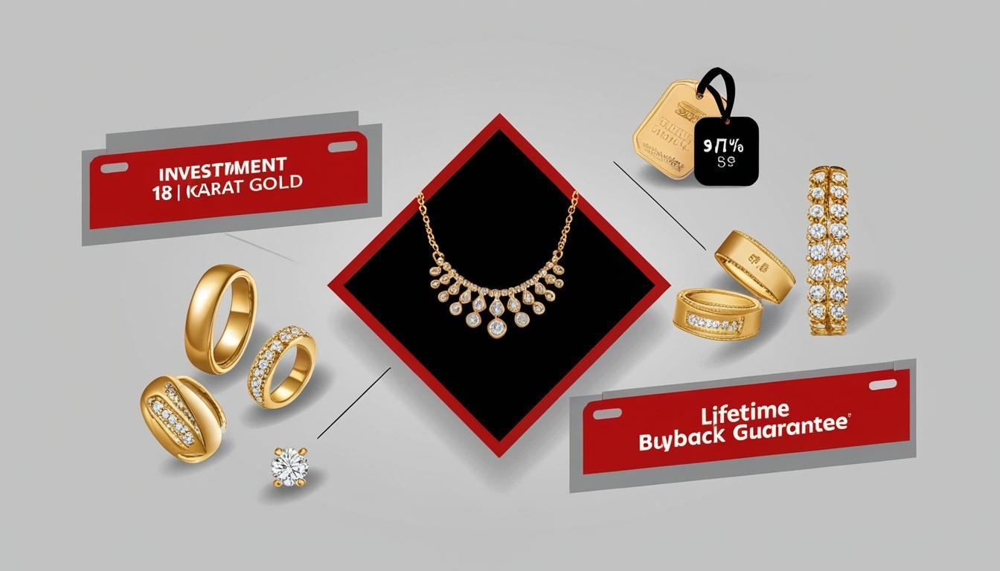 INVESTMENT
18 | KARAT GOLD
Lifetime
Buyback Guarantee